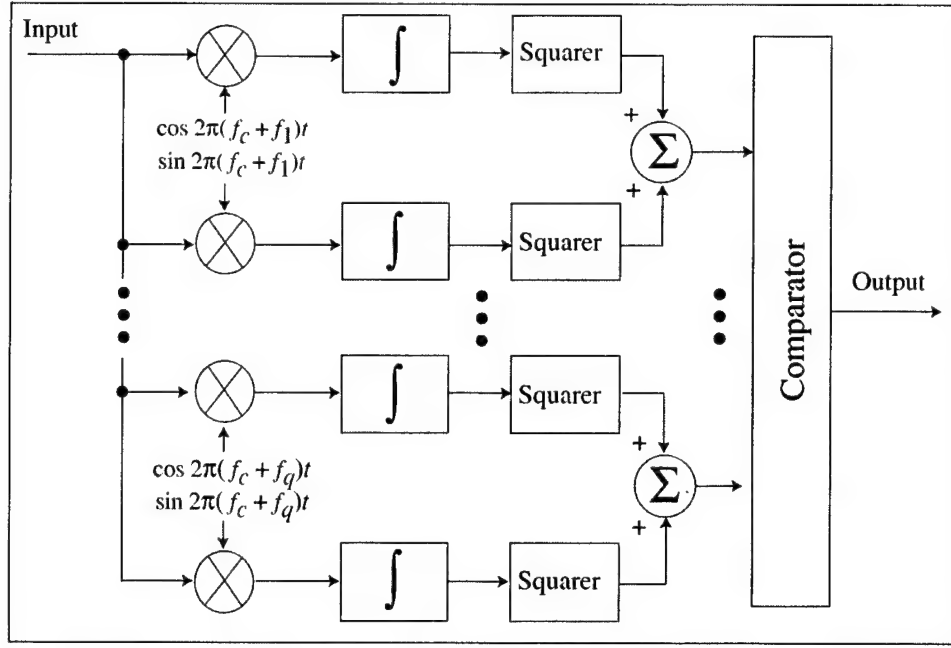 Input
∫
Squarer
cos 2π(f_c + f_1)t
sin 2π(f_c + f_1)t
+
Σ
+
∫
Squarer
Comparator
Output
∫
Squarer
cos 2π(f_c + f_q)t
sin 2π(f_c + f_q)t
+
Σ
+
∫
Squarer